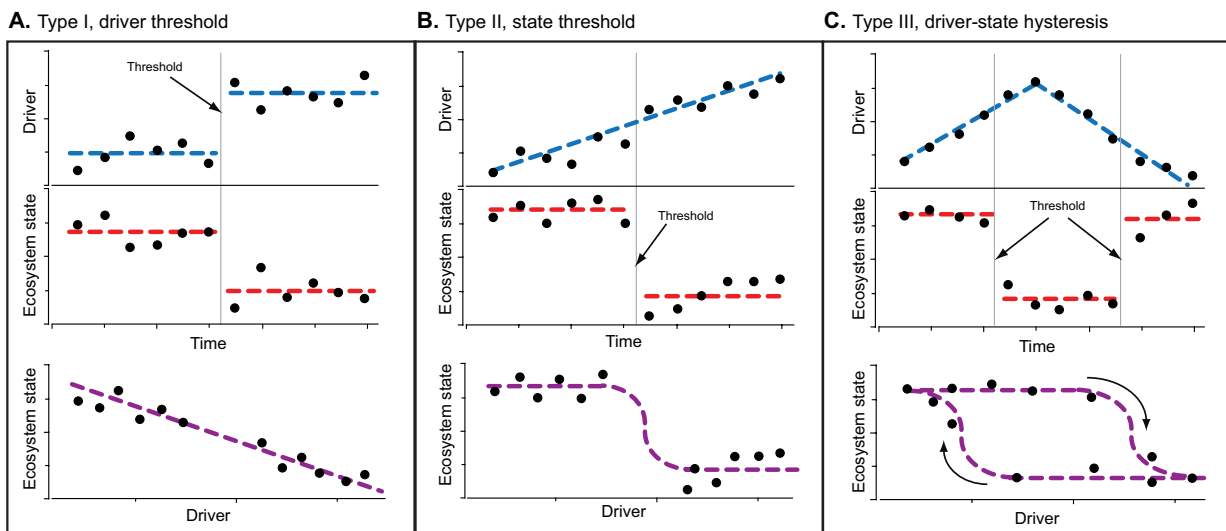 A. Type I, driver threshold
Driver
Threshold
Ecosystem state
Time
Ecosystem state
Driver
B. Type II, state threshold
Driver
Ecosystem state
Threshold
Time
Ecosystem state
Driver
C. Type III, driver-state hysteresis
Driver
Ecosystem state
Threshold
Time
Ecosystem state
Driver